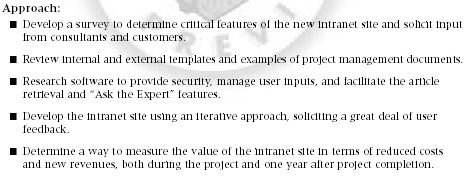 Approach:
■ Develop a survey to determine critical features of the new intranet site and solicit input
from consultants and customers.
■ Review internal and external templates and examples of project management documents.
■ Research software to provide security, manage user inputs, and facilitate the article
retrieval and “Ask the Expert” features.
■ Develop the intranet site using an iterative approach, soliciting a great deal of user
feedback.
■ Determine a way to measure the value of the intranet site in terms of reduced costs
and new revenues, both during the project and one year after project completion.